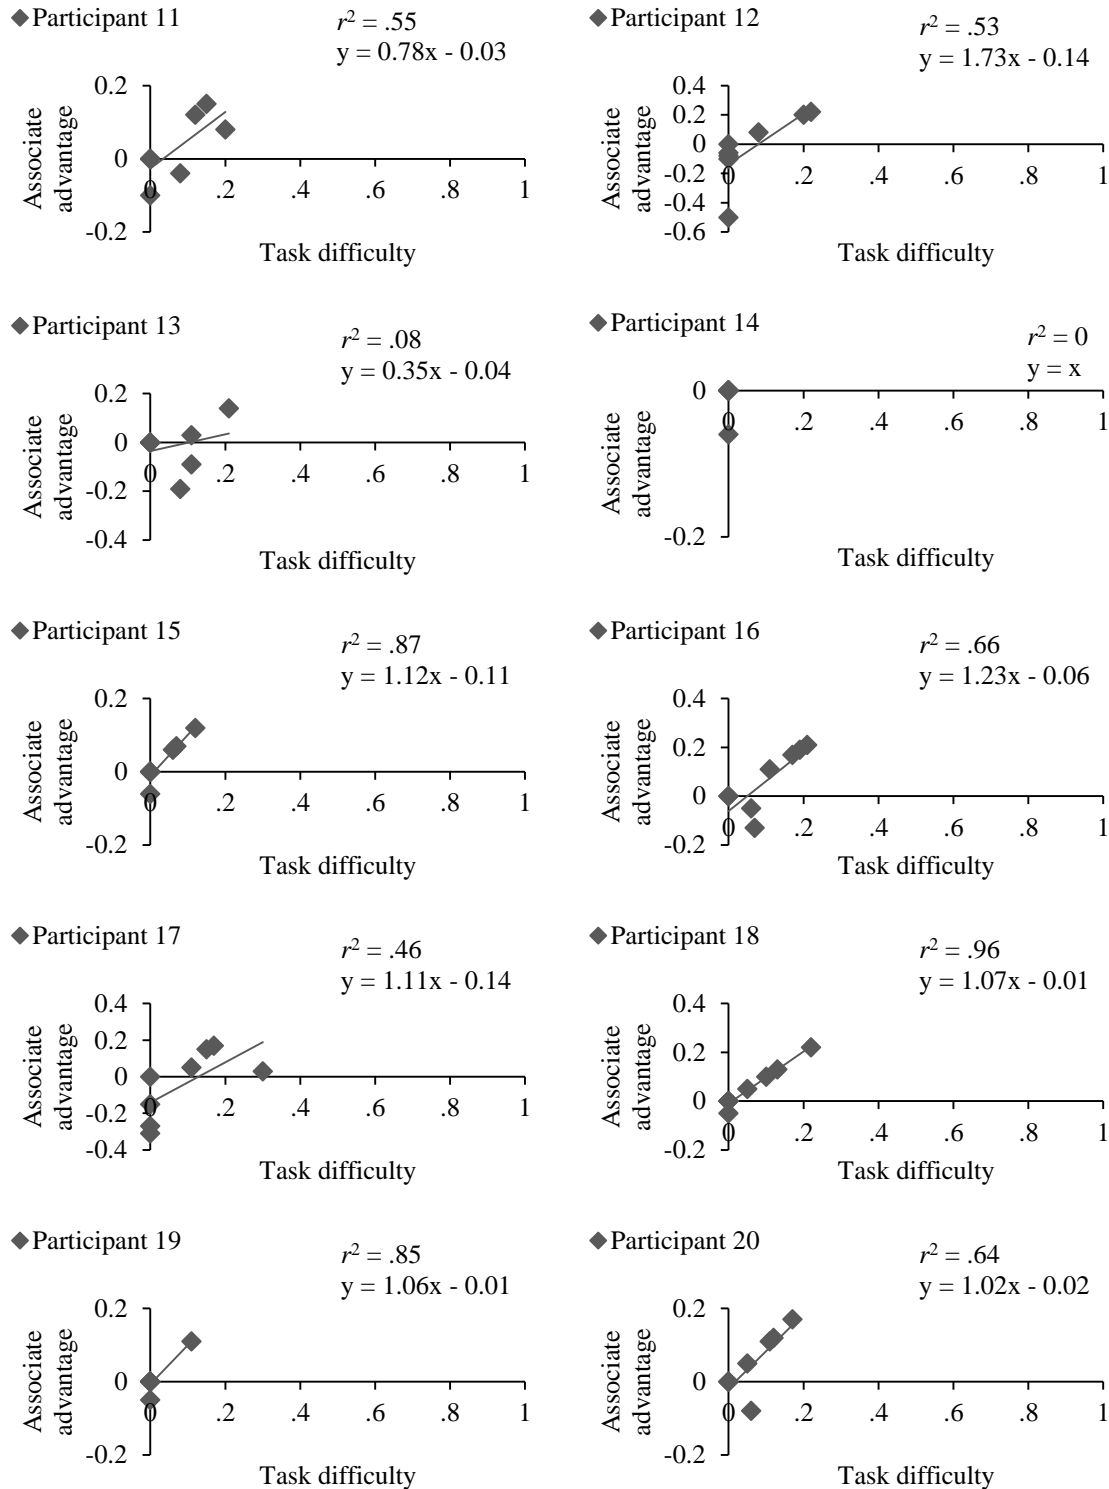 Participant 11
r² = .55
y = 0.78x - 0.03
Associate advantage
0.2
0
-0.2
0 .2 .4 .6 .8 1
Task difficulty
Participant 12
r² = .53
y = 1.73x - 0.14
Associate advantage
0.4
0.2
0
-0.2
-0.4
-0.6
0 .2 .4 .6 .8 1
Task difficulty
Participant 13
r² = .08
y = 0.35x - 0.04
Associate advantage
0.2
0
-0.2
-0.4
0 .2 .4 .6 .8 1
Task difficulty
Participant 14
r² = 0
y = x
Associate advantage
0
-0.2
0 .2 .4 .6 .8 1
Task difficulty
Participant 15
r² = .87
y = 1.12x - 0.11
Associate advantage
0.2
0
-0.2
0 .2 .4 .6 .8 1
Task difficulty
Participant 16
r² = .66
y = 1.23x - 0.06
Associate advantage
0.4
0.2
0
-0.2
0 .2 .4 .6 .8 1
Task difficulty
Participant 17
r² = .46
y = 1.11x - 0.14
Associate advantage
0.4
0.2
0
-0.2
-0.4
0 .2 .4 .6 .8 1
Task difficulty
Participant 18
r² = .96
y = 1.07x - 0.01
Associate advantage
0.4
0.2
0
-0.2
0 .2 .4 .6 .8 1
Task difficulty
Participant 19
r² = .85
y = 1.06x - 0.01
Associate advantage
0.2
0
-0.2
0 .2 .4 .6 .8 1
Task difficulty
Participant 20
r² = .64
y = 1.02x - 0.02
Associate advantage
0.2
0
-0.2
0 .2 .4 .6 .8 1
Task difficulty